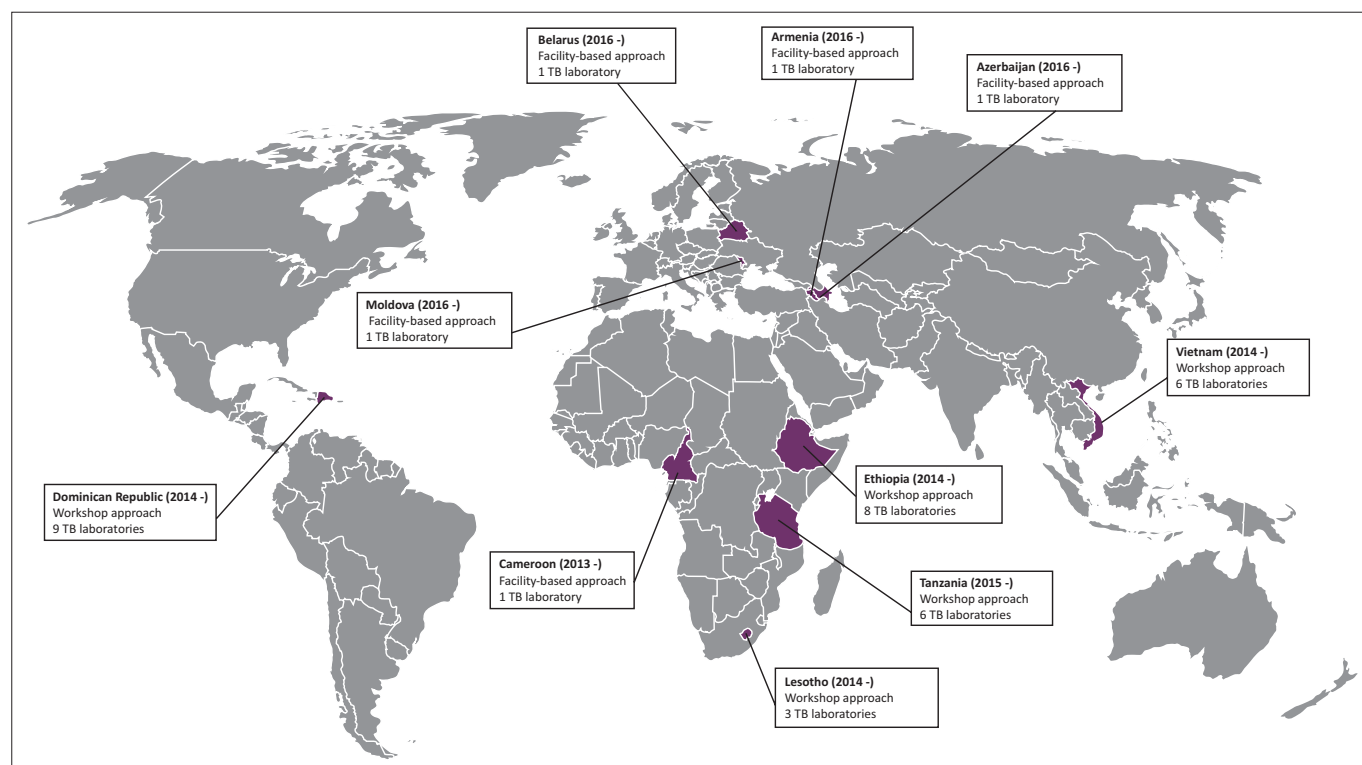 Belarus (2016 -)
Facility-based approach
1 TB laboratory
Armenia (2016 -)
Facility-based approach
1 TB laboratory
Azerbaijan (2016 -)
Facility-based approach
1 TB laboratory
Moldova (2016 -)
Facility-based approach
1 TB laboratory
Vietnam (2014 -)
Workshop approach
6 TB laboratories
Dominican Republic (2014 -)
Workshop approach
9 TB laboratories
Ethiopia (2014 -)
Workshop approach
8 TB laboratories
Cameroon (2013 -)
Facility-based approach
1 TB laboratory
Tanzania (2015 -)
Workshop approach
6 TB laboratories
Lesotho (2014 -)
Workshop approach
3 TB laboratories